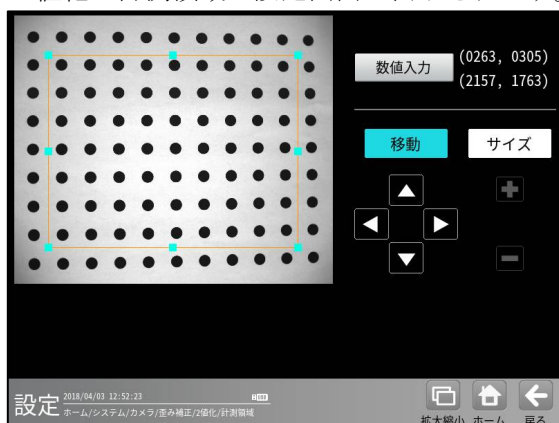 数値入力
(0263, 0305)
(2157, 1763)
移動
サイズ
設定
2018/04/03 12:52:23
ホーム/システム/カメラ/歪み補正/2値化/計測領域
拡大縮小
ホーム
戻る